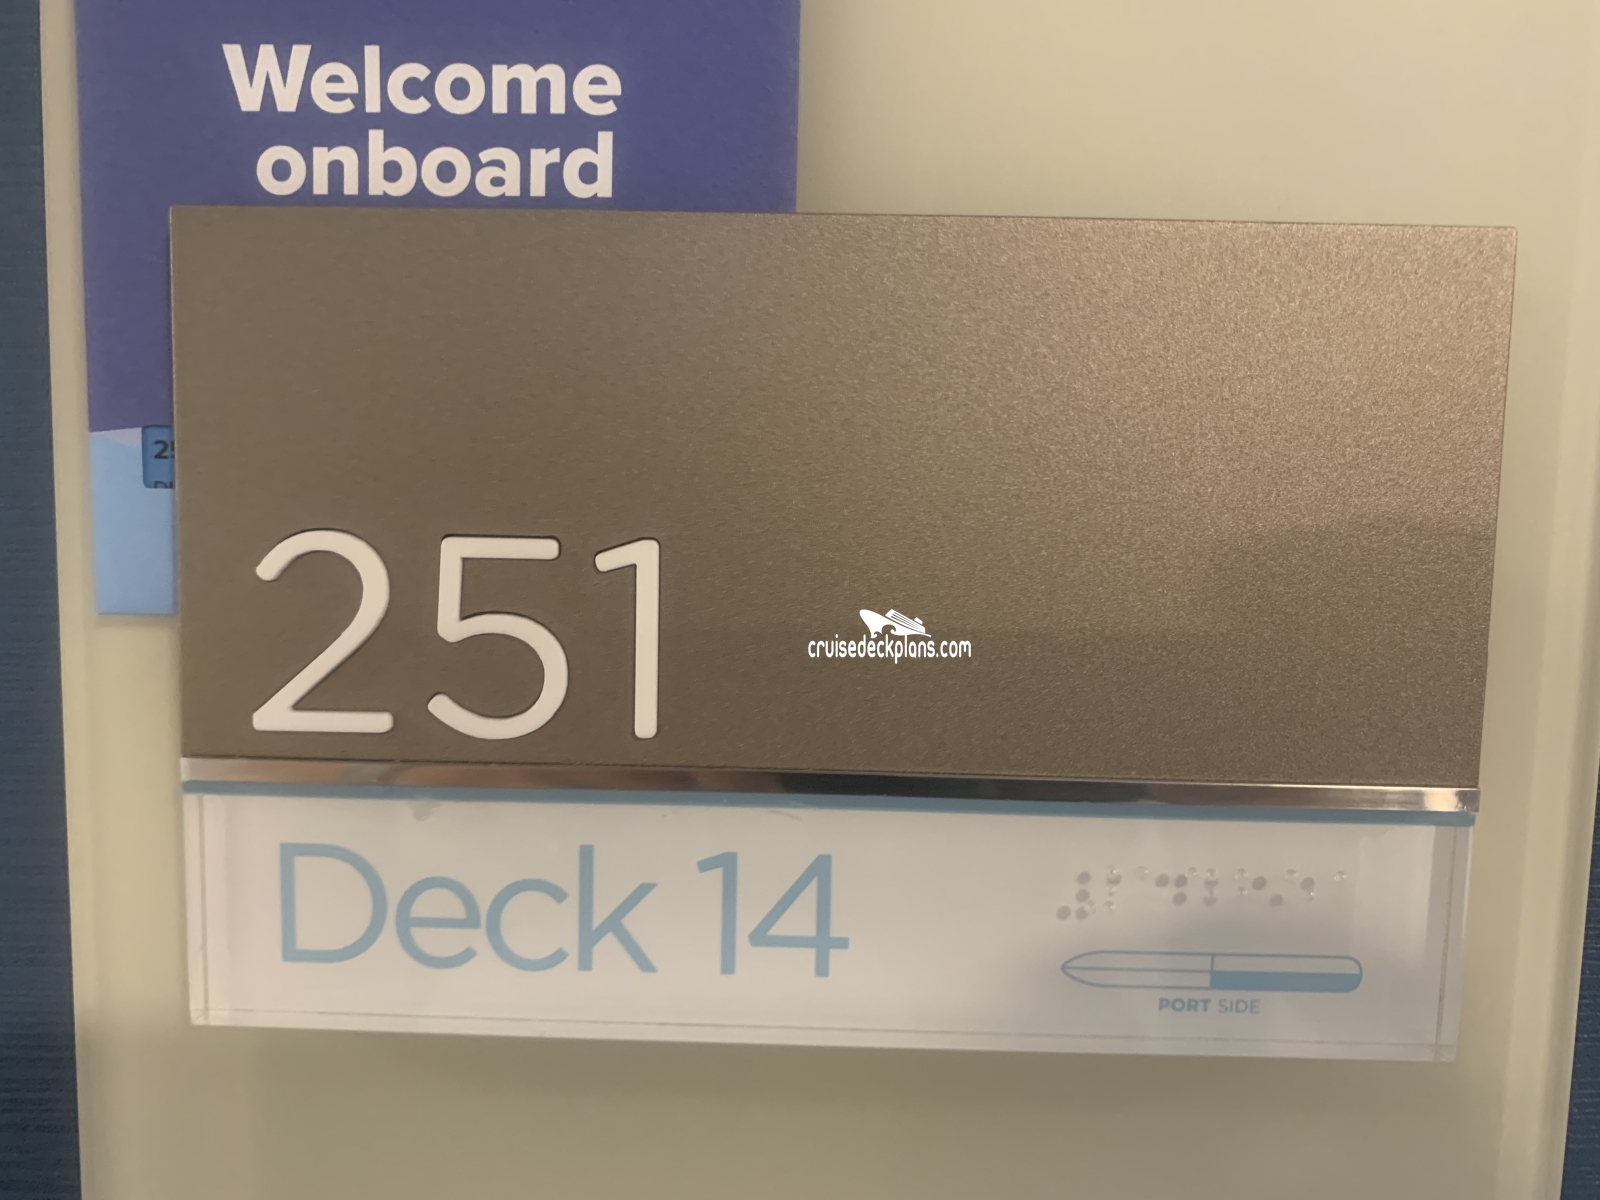 Welcome
onboard
251
cruisedeckplans.com
Deck 14
PORT SIDE